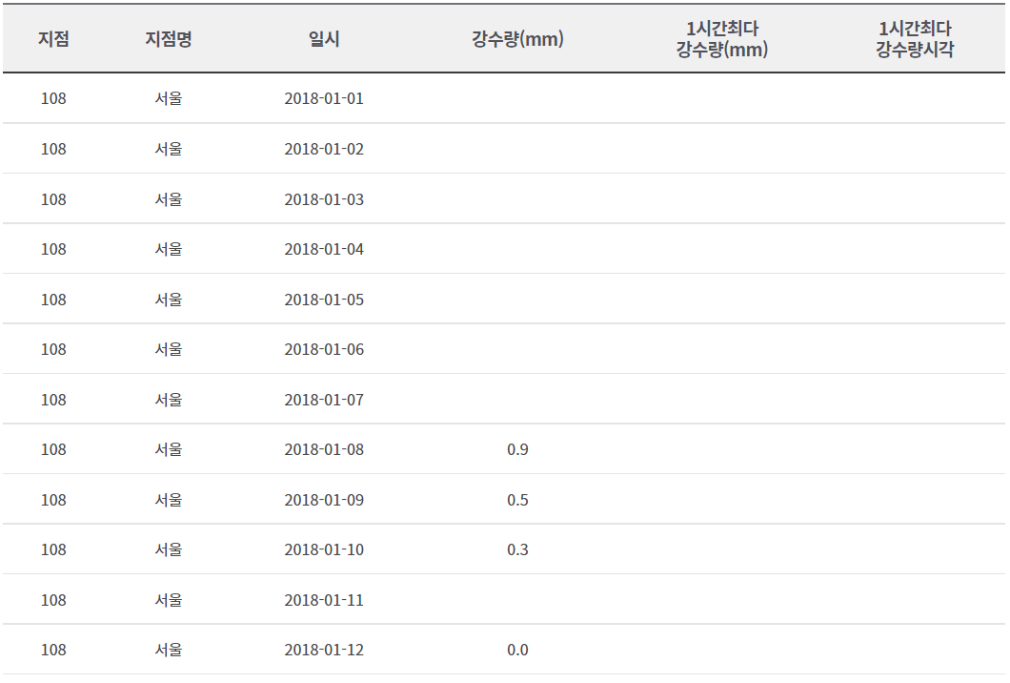 지점 지점명 일시 강수량(mm) 1시간최다 강수량(mm) 1시간최다 강수량시각
108 서울 2018-01-01
108 서울 2018-01-02
108 서울 2018-01-03
108 서울 2018-01-04
108 서울 2018-01-05
108 서울 2018-01-06
108 서울 2018-01-07
108 서울 2018-01-08 0.9
108 서울 2018-01-09 0.5
108 서울 2018-01-10 0.3
108 서울 2018-01-11
108 서울 2018-01-12 0.0